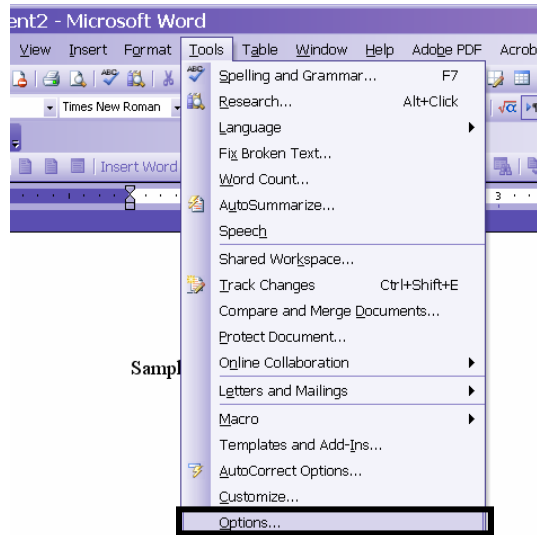 ent2 - Microsoft Word
View Insert Format Tools Table Window Help Adobe PDF Acrob
Times New Roman
Insert Word
3
Spelling and Grammar... F7
Research... Alt+Click
Language
Fix Broken Text...
Word Count...
AutoSummarize...
Speech
Shared Workspace...
Track Changes Ctrl+Shift+E
Compare and Merge Documents...
Protect Document...
Online Collaboration
Letters and Mailings
Macro
Templates and Add-Ins...
AutoCorrect Options...
Customize...
Options...
Sampl